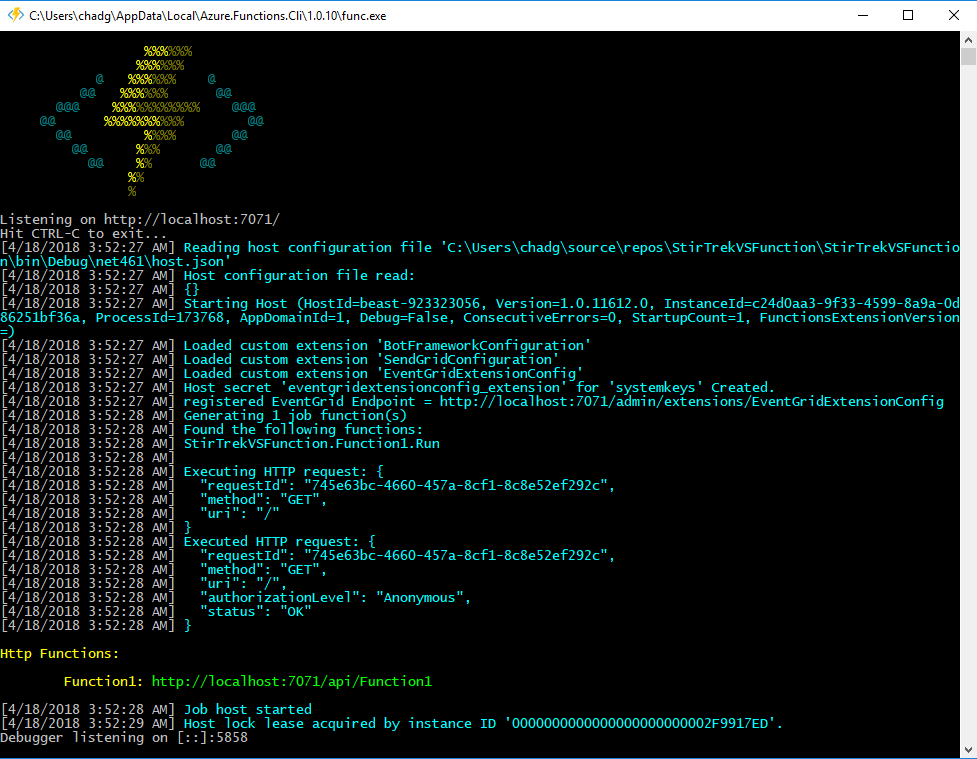 C:\Users\chadg\AppData\Local\Azure.Functions.Cli\1.0.10\func.exe
%%%%%%
%%%%%%
@   %%%%%%    @
@@   %%%%%%      @@
@@@    %%%%%%%%%%%    @@@
@@      %%%%%%%%%%        @@
@@         %%%%       @@
@@      %%%       @@
@@    %%      @@
%%
%
Listening on http://localhost:7071/
Hit CTRL-C to exit...
[4/18/2018 3:52:27 AM] Reading host configuration file 'C:\Users\chadg\source\repos\StirTrekVSFunction\StirTrekVSFunctio
n\bin\Debug\net461\host.json'
[4/18/2018 3:52:27 AM] Host configuration file read:
[4/18/2018 3:52:27 AM] {}
[4/18/2018 3:52:27 AM] Starting Host (HostId=beast-923323056, Version=1.0.11612.0, InstanceId=c24d0aa3-9f33-4599-8a9a-0d
86251bf36a, ProcessId=173768, AppDomainId=1, Debug=False, ConsecutiveErrors=0, StartupCount=1, FunctionsExtensionVersion
=)
[4/18/2018 3:52:27 AM] Loaded custom extension 'BotFrameworkConfiguration'
[4/18/2018 3:52:27 AM] Loaded custom extension 'SendGridConfiguration'
[4/18/2018 3:52:27 AM] Loaded custom extension 'EventGridExtensionConfig'
[4/18/2018 3:52:27 AM] Host secret 'eventgridextensionconfig_extension' for 'systemkeys' Created.
[4/18/2018 3:52:27 AM] registered EventGrid Endpoint = http://localhost:7071/admin/extensions/EventGridExtensionConfig
[4/18/2018 3:52:28 AM] Generating 1 job function(s)
[4/18/2018 3:52:28 AM] Found the following functions:
[4/18/2018 3:52:28 AM] StirTrekVSFunction.Function1.Run
[4/18/2018 3:52:28 AM]
[4/18/2018 3:52:28 AM] Executing HTTP request: {
[4/18/2018 3:52:28 AM]   "requestId": "745e63bc-4660-457a-8cf1-8c8e52ef292c",
[4/18/2018 3:52:28 AM]   "method": "GET",
[4/18/2018 3:52:28 AM]   "uri": "/"
[4/18/2018 3:52:28 AM] }
[4/18/2018 3:52:28 AM] Executed HTTP request: {
[4/18/2018 3:52:28 AM]   "requestId": "745e63bc-4660-457a-8cf1-8c8e52ef292c",
[4/18/2018 3:52:28 AM]   "method": "GET",
[4/18/2018 3:52:28 AM]   "uri": "/",
[4/18/2018 3:52:28 AM]   "authorizationLevel": "Anonymous",
[4/18/2018 3:52:28 AM]   "status": "OK"
[4/18/2018 3:52:28 AM] }
Http Functions:
Function1: http://localhost:7071/api/Function1
[4/18/2018 3:52:28 AM] Job host started
[4/18/2018 3:52:29 AM] Host lock lease acquired by instance ID '0000000000000000000000002F9917ED'.
Debugger listening on [::]:5858